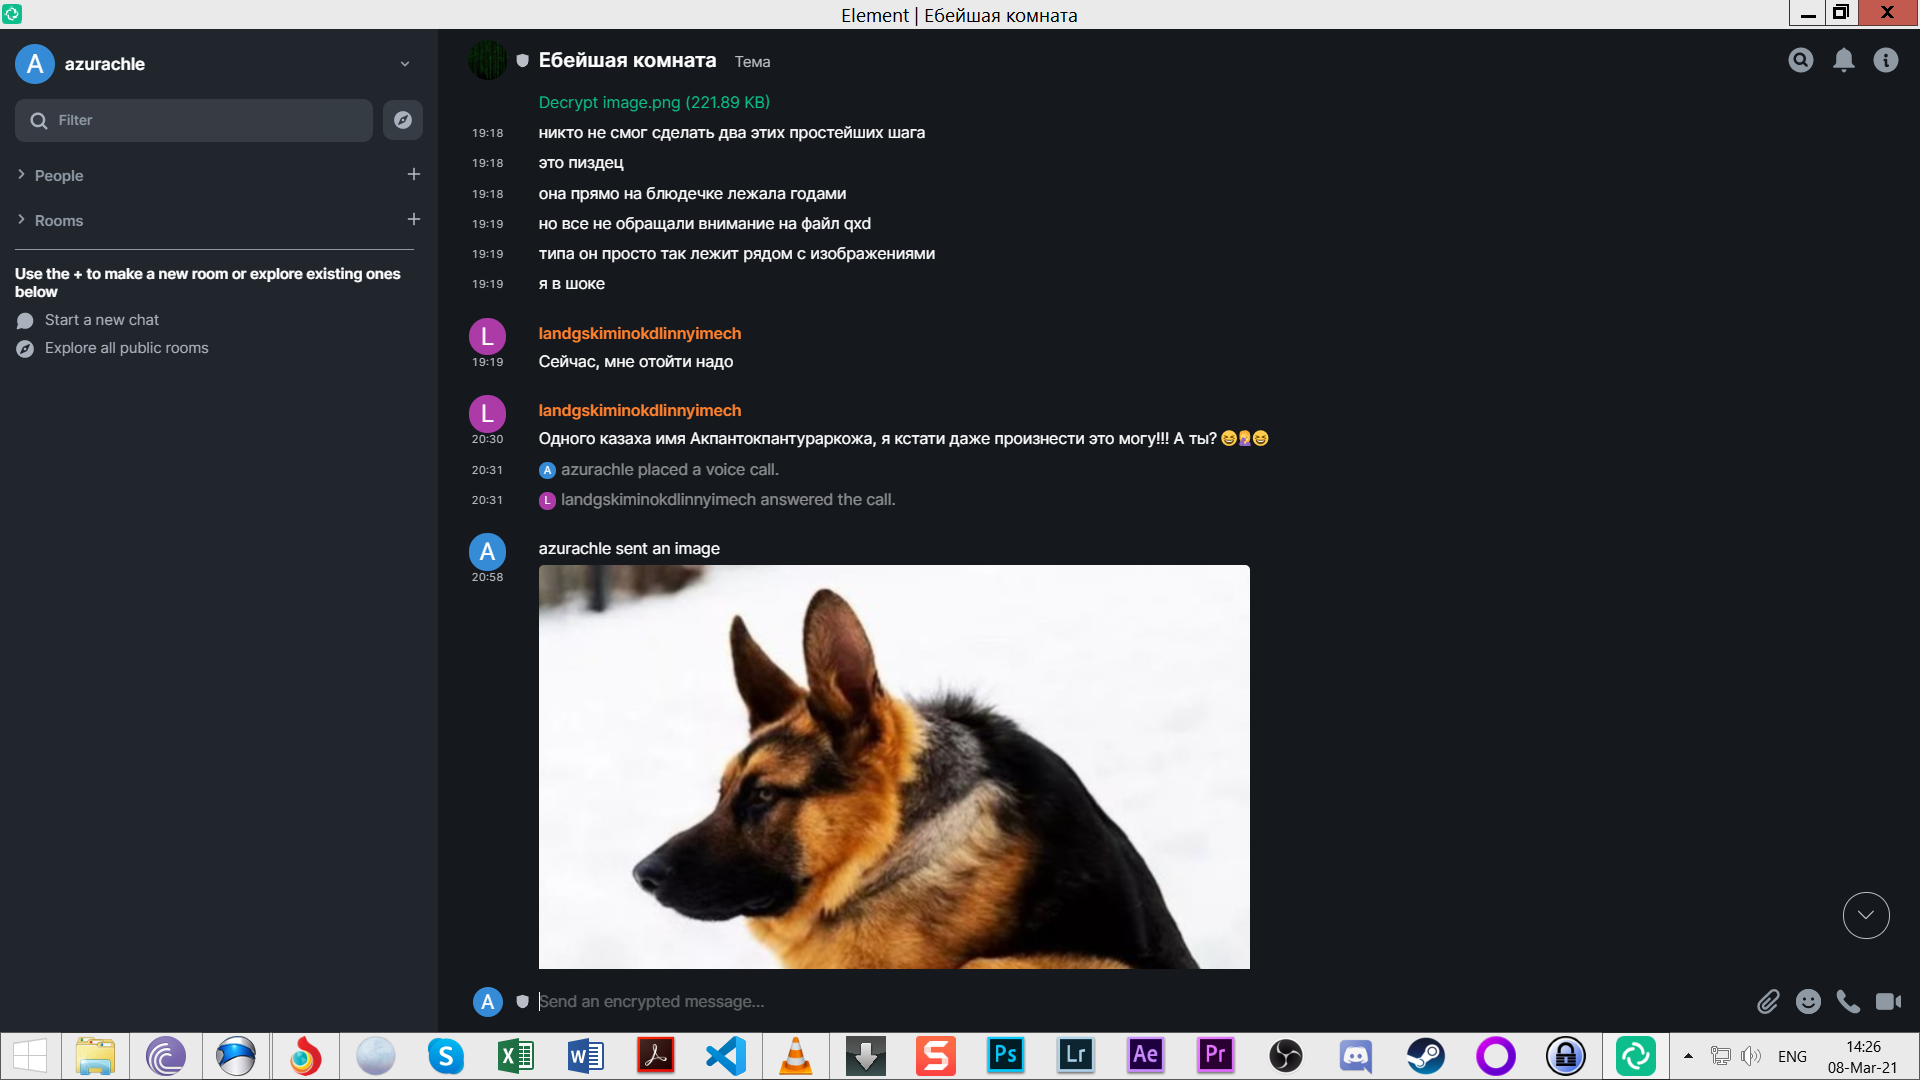 Element | Ебейшая комната
A azurachle
Filter
People
Rooms
Use the + to make a new room or explore existing ones
below
Start a new chat
Explore all public rooms
Ебейшая комната Тема
Decrypt image.png (221.89 KB)
19:18 никто не смог сделать два этих простейших шага
19:18 это пиздец
19:18 она прямо на блюдечке лежала годами
19:19 но все не обращали внимание на файл qxd
19:19 типа он просто так лежит рядом с изображениями
19:19 я в шоке
L landgskiminokdlinnyimech
19:19 Сейчас, мне отойти надо
L landgskiminokdlinnyimech
20:30 Одного казаха имя Акпантокпантураркожа, я кстати даже произнести это могу!!! А ты? 😆🤦‍♀️😆
20:31 A azurachle placed a voice call.
20:31 L landgskiminokdlinnyimech answered the call.
A azurachle sent an image
20:58
A Send an encrypted message...
S X W S Ps Lr Ae Pr ENG
14:26
08-Mar-21